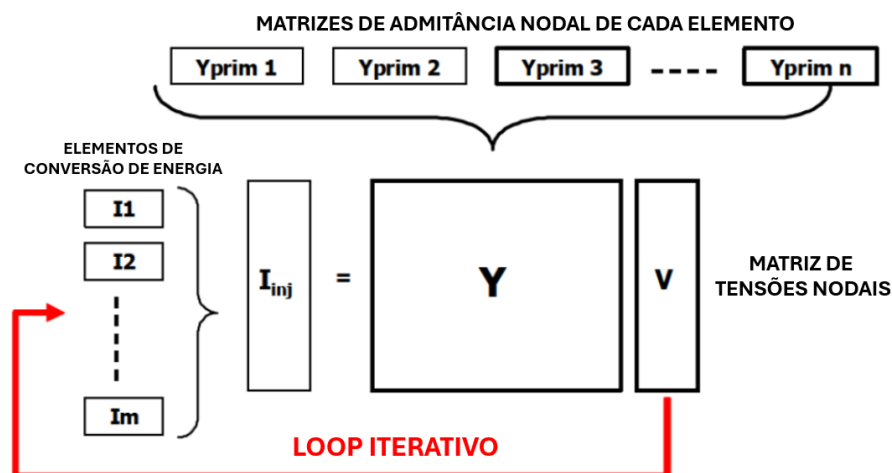 MATRIZES DE ADMITÂNCIA NODAL DE CADA ELEMENTO
Yprim 1
Yprim 2
Yprim 3
Yprim n
ELEMENTOS DE
CONVERSÃO DE ENERGIA
I1
I2
Im
Iinj
=
Y
V
MATRIZ DE
TENSÕES NODAIS
LOOP ITERATIVO